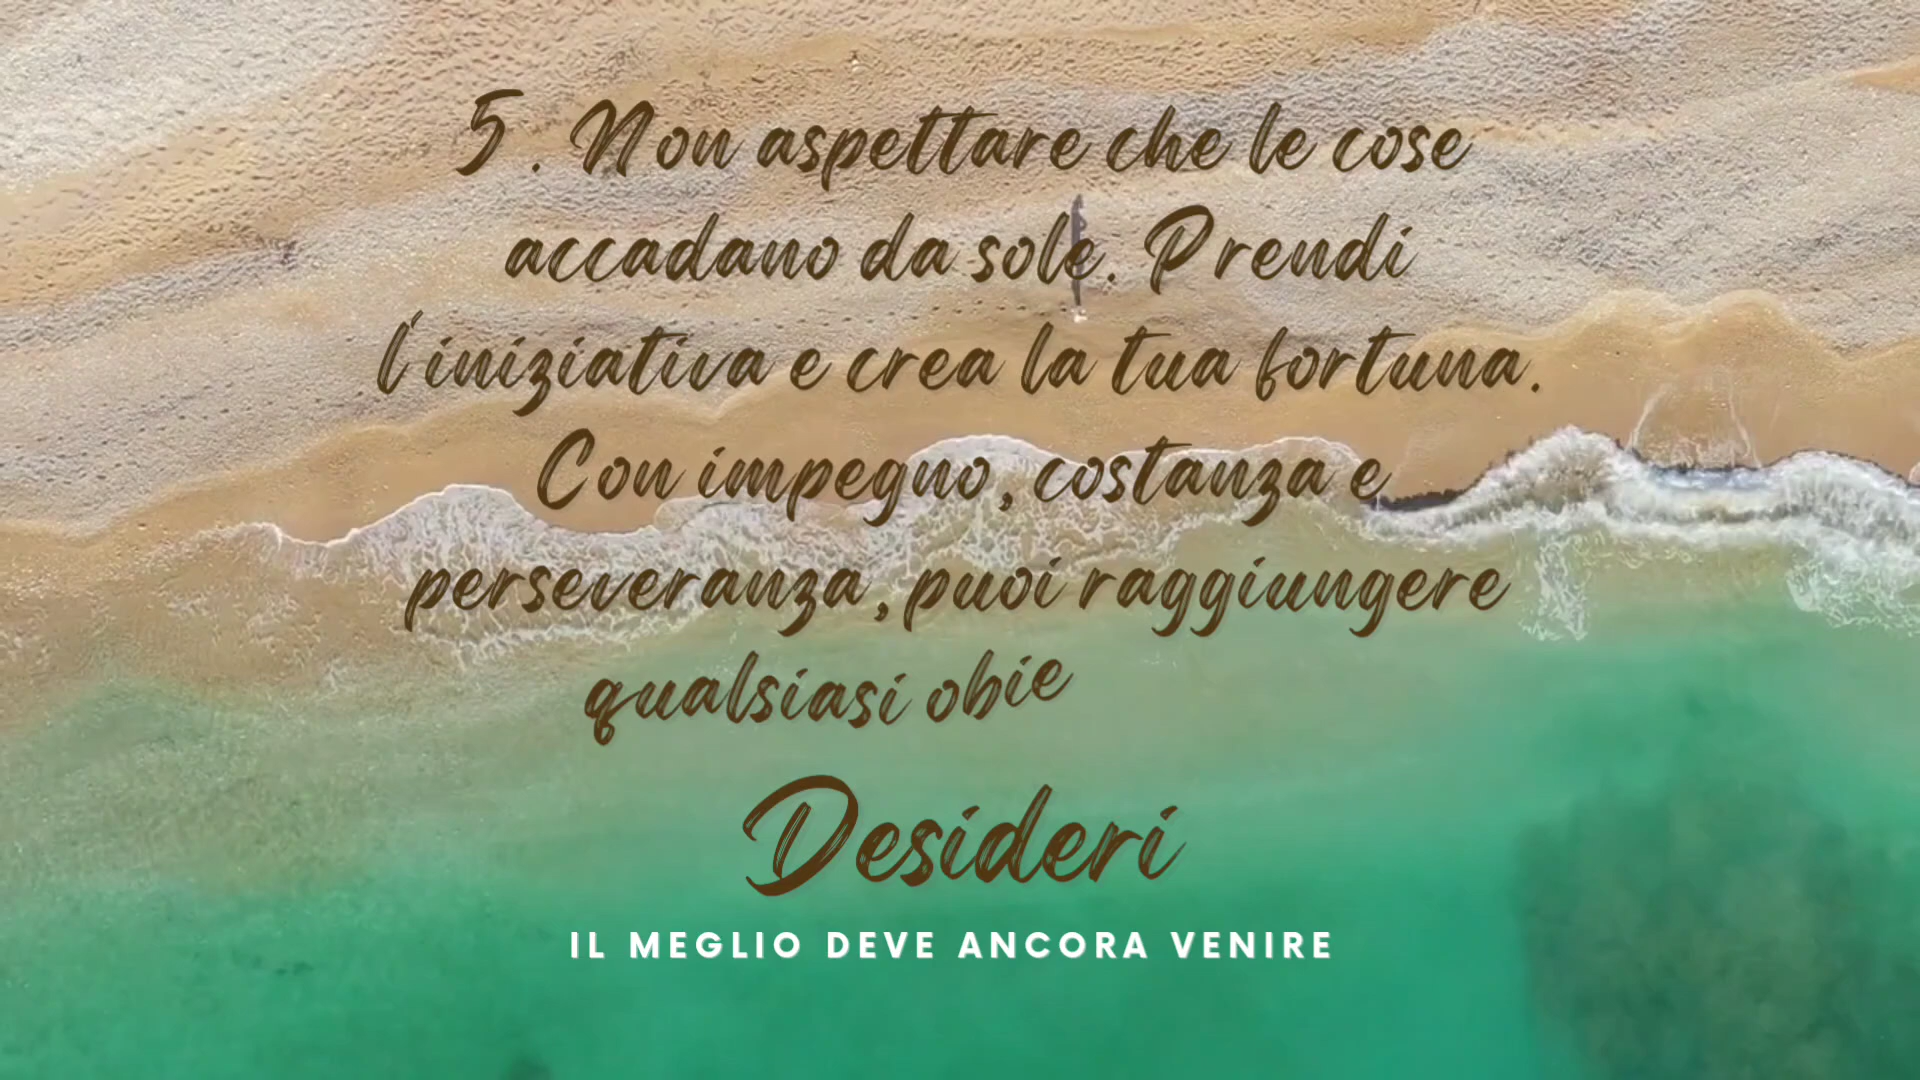 5. Non aspettare che le cose
accadano da sole. Prendi
l'iniziativa e crea la tua fortuna.
Con impegno, costanza e
perseveranza, puoi raggiungere
qualsiasi obie
Desideri
IL MEGLIO DEVE ANCORA VENIRE